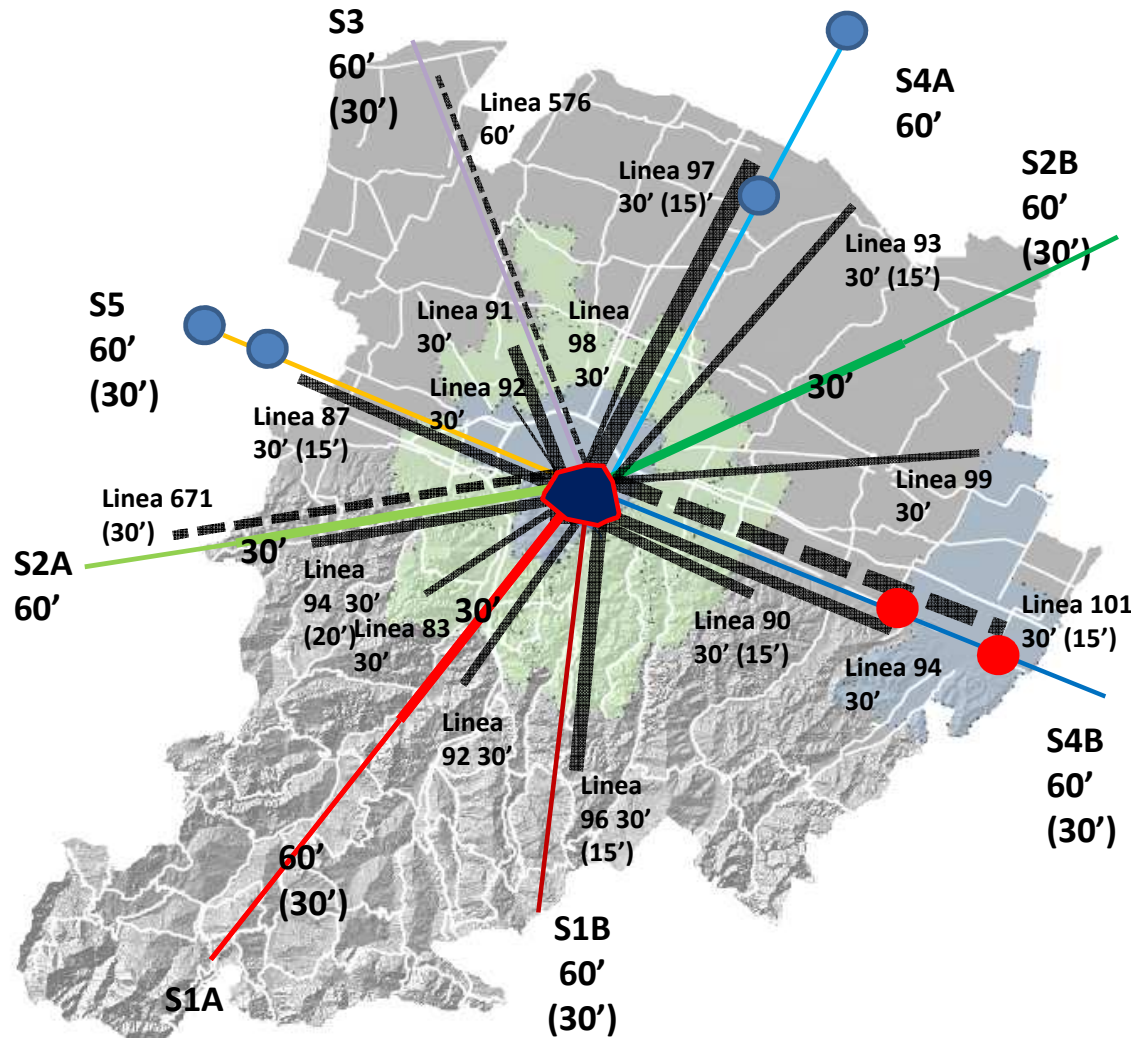 S3
60’
(30’)
Linea 576
60’
S4A
60’
Linea 97
30’ (15)’
S2B
60’
(30’)
Linea 93
30’ (15’)
S5
60’
(30’)
Linea 91
30’
Linea
98
30’
Linea 92
30’
30’
Linea 87
30’ (15’)
Linea 99
30’
Linea 671
(30’)
30’
S2A
60’
Linea
94 30’
(20’)
Linea 83
30’
30’
Linea 90
30’ (15’)
Linea 101
30’ (15’)
Linea 94
30’
Linea
92 30’
S4B
60’
(30’)
Linea
96 30’
(15’)
60’
(30’)
S1A
S1B
60’
(30’)